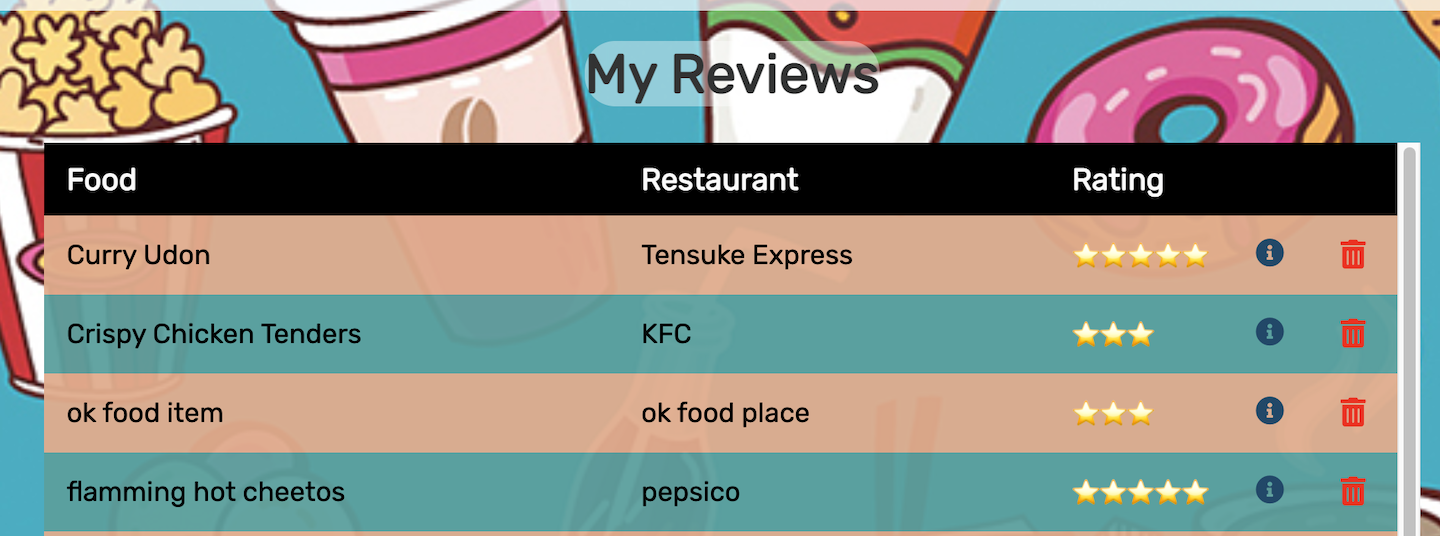 My Reviews
Food Restaurant Rating
Curry Udon Tensuke Express ⭐⭐⭐⭐⭐
Crispy Chicken Tenders KFC ⭐⭐⭐
ok food item ok food place ⭐⭐⭐
flamming hot cheetos pepsico ⭐⭐⭐⭐⭐